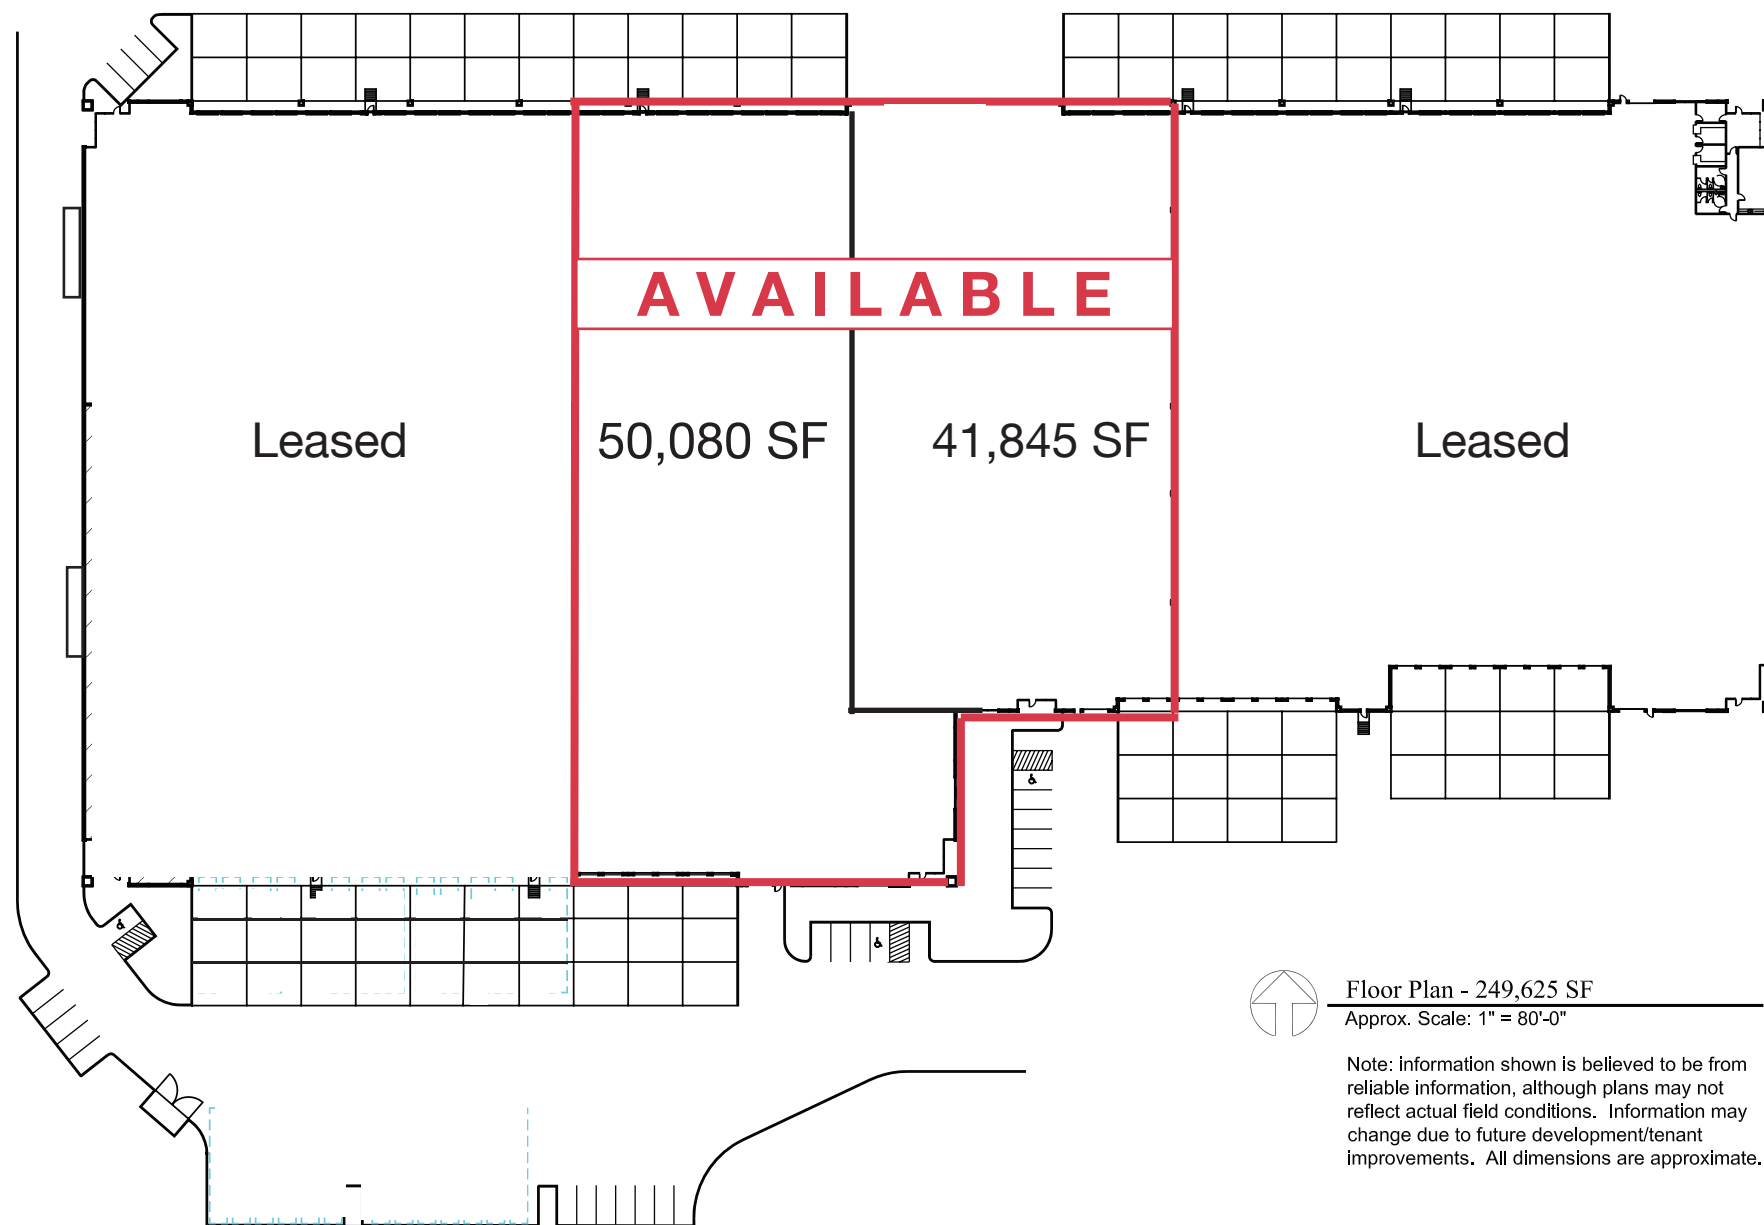 AVAILABLE
Leased
50,080 SF
41,845 SF
Leased
Floor Plan - 249,625 SF
Approx. Scale: 1" = 80'-0"
Note: information shown is believed to be from
reliable information, although plans may not
reflect actual field conditions. Information may
change due to future development/tenant
improvements. All dimensions are approximate.